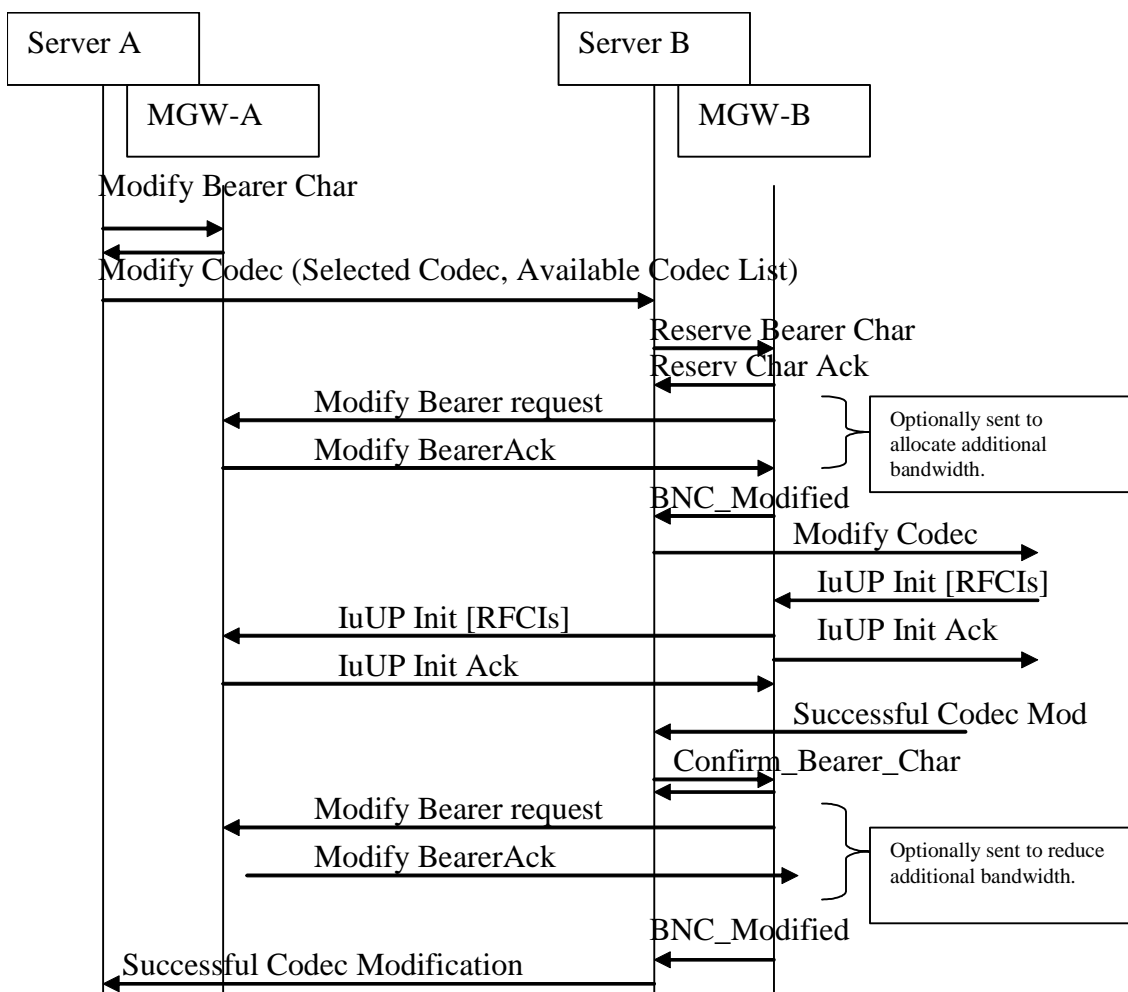 Server A
Server B
MGW-A
MGW-B
Modify Bearer Char
Modify Codec (Selected Codec, Available Codec List)
Reserve Bearer Char
Reserv Char Ack
Modify Bearer request
Optionally sent to
allocate additional
bandwidth.
Modify BearerAck
BNC_Modified
Modify Codec
IuUP Init [RFCIs]
IuUP Init [RFCIs]
IuUP Init Ack
IuUP Init Ack
Successful Codec Mod
Confirm_Bearer_Char
Modify Bearer request
Modify BearerAck
Optionally sent to reduce
additional bandwidth.
BNC_Modified
Successful Codec Modification